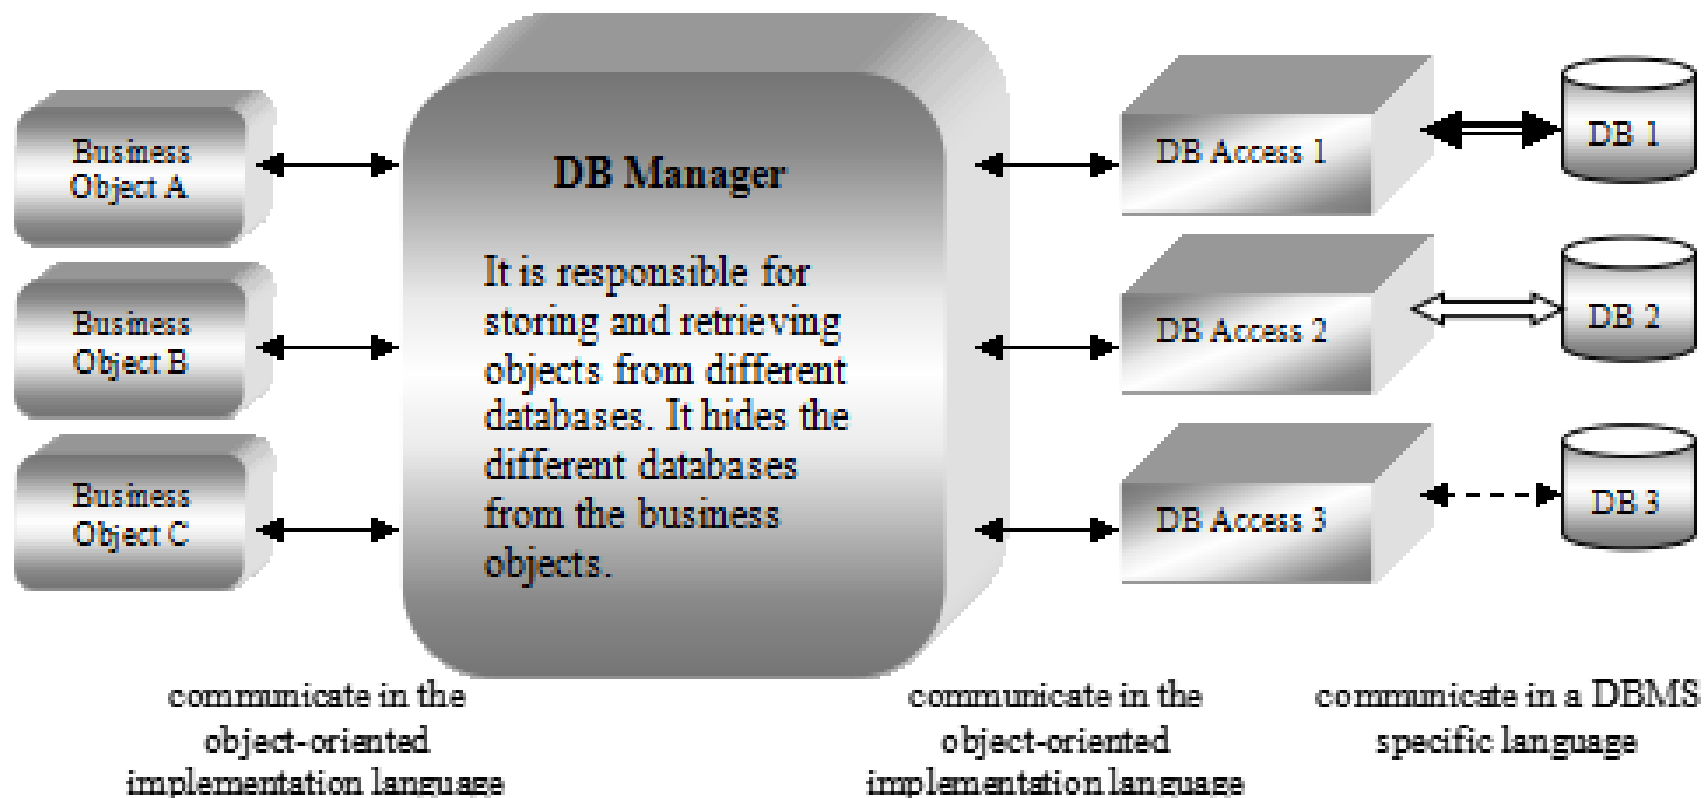 Business
Object A
Business
Object B
Business
Object C
DB Manager
It is responsible for
storing and retrieving
objects from different
databases. It hides the
different databases
from the business
objects.
DB Access 1
DB Access 2
DB Access 3
DB 1
DB 2
DB 3
communicate in the
object-oriented
implementation language
communicate in the
object-oriented
implementation language
communicate in a DBMS
specific language